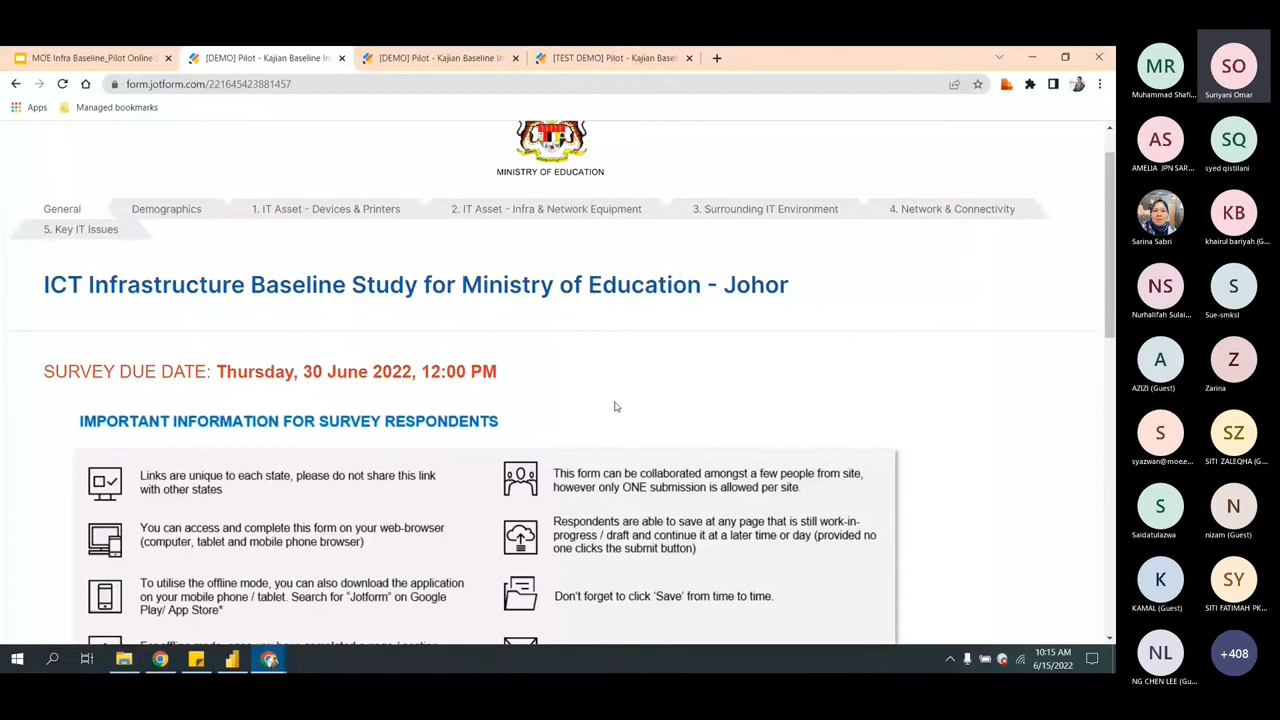 MOE Infra Baseline_Pilot Online
[DEMO] Pilot - Kajian Baseline In
[DEMO] Pilot - Kajian Baseline In
[TEST DEMO] Pilot - Kajian Basel
form.jotform.com/221645423881457
Apps
Managed bookmarks
MINISTRY OF EDUCATION
General
Demographics
1. IT Asset - Devices & Printers
2. IT Asset - Infra & Network Equipment
3. Surrounding IT Environment
4. Network & Connectivity
5. Key IT Issues
ICT Infrastructure Baseline Study for Ministry of Education - Johor
SURVEY DUE DATE: Thursday, 30 June 2022, 12:00 PM
IMPORTANT INFORMATION FOR SURVEY RESPONDENTS
Links are unique to each state, please do not share this link
with other states
You can access and complete this form on your web-browser
(computer, tablet and mobile phone browser)
To utilise the offline mode, you can also download the application
on your mobile phone / tablet. Search for "Jotform" on Google
Play/ App Store*
This form can be collaborated amongst a few people from site,
however only ONE submission is allowed per site.
Respondents are able to save at any page that is still work-in-
progress / draft and continue it at a later time or day (provided no
one clicks the submit button)
Don't forget to click 'Save' from time to time.
10:15 AM
6/15/2022
MR
Muhammad Shafi...
SO
Suriyani Omar
AS
AMELIA JPN SAR...
SQ
syed qistilani
Sarina Sabri
KB
khairul bariyah (G...
NS
Nurhalifah Sulai...
S
Sue-smksl
A
AZIZI (Guest)
Z
Zarina
S
syazwan@moe.e...
SZ
SITI ZALEQHA (G...
S
Saidatulazwa
N
nizam (Guest)
K
KAMAL (Guest)
SY
SITI FATIMAH PK...
NL
NG CHEN LEE (Gu...
+408